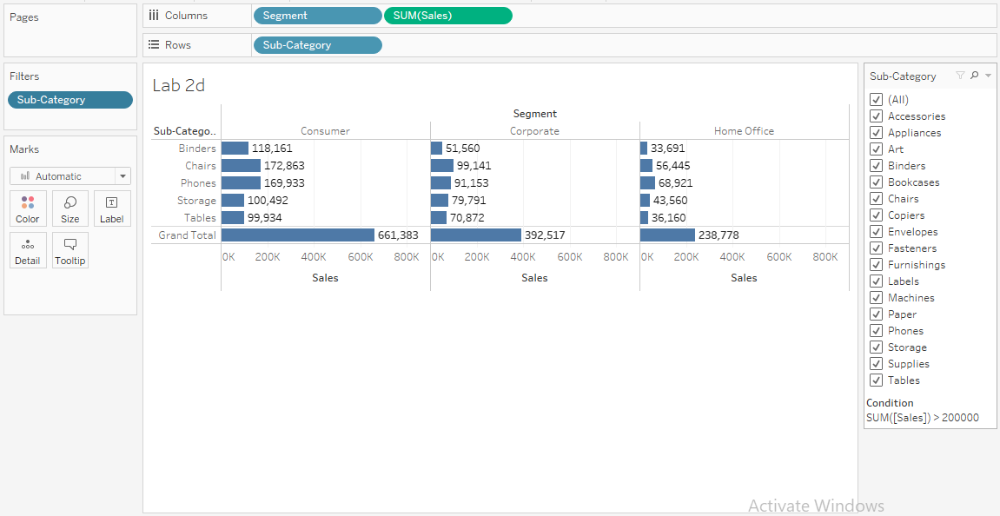 Pages
Columns
Segment
SUM(Sales)
Rows
Sub-Category
Filters
Sub-Category
Marks
Automatic
Color
Size
Label
Detail
Tooltip
Lab 2d
Segment
Sub-Catego.. Consumer Corporate Home Office
Binders 118,161 51,560 33,691
Chairs 172,863 99,141 56,445
Phones 169,933 91,153 68,921
Storage 100,492 79,791 43,560
Tables 99,934 70,872 36,160
Grand Total 661,383 392,517 238,778
0K 200K 400K 600K 800K 0K 200K 400K 600K 800K 0K 200K 400K 600K 800K
Sales Sales Sales
Sub-Category
(All)
Accessories
Appliances
Art
Binders
Bookcases
Chairs
Copiers
Envelopes
Fasteners
Furnishings
Labels
Machines
Paper
Phones
Storage
Supplies
Tables
Condition
SUM([Sales]) > 200000
Activate Windows